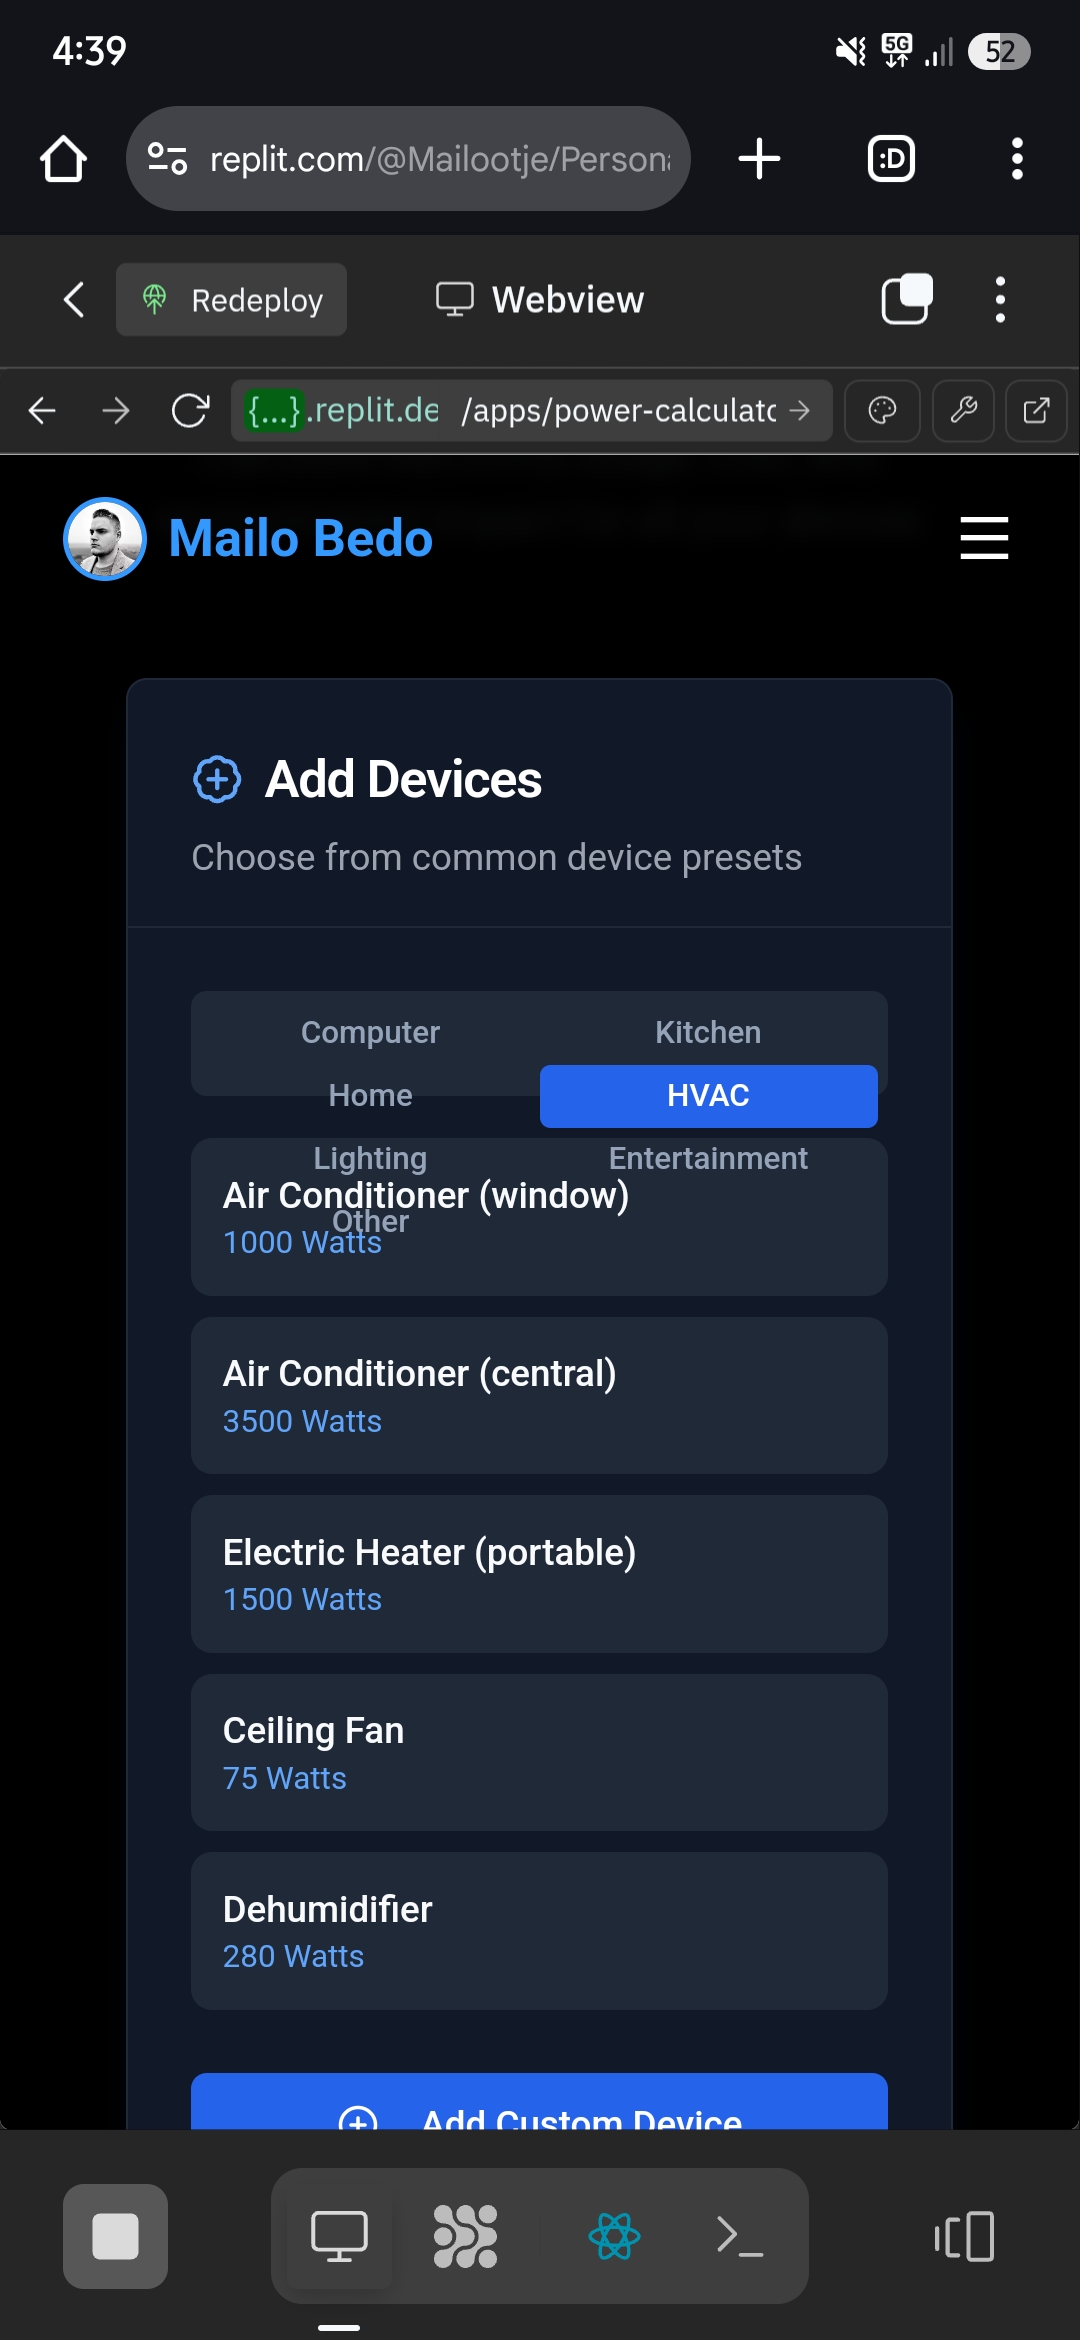 4:39
5G
52
replit.com/@Mailootje/Person
:D
Redeploy
Webview
{...}.replit.de
/apps/power-calculatc
Mailo Bedo
Add Devices
Choose from common device presets
Computer
Kitchen
Home
HVAC
Lighting
Entertainment
Air Conditioner (window)
Other
1000 Watts
Air Conditioner (central)
3500 Watts
Electric Heater (portable)
1500 Watts
Ceiling Fan
75 Watts
Dehumidifier
280 Watts
Add Custom Device